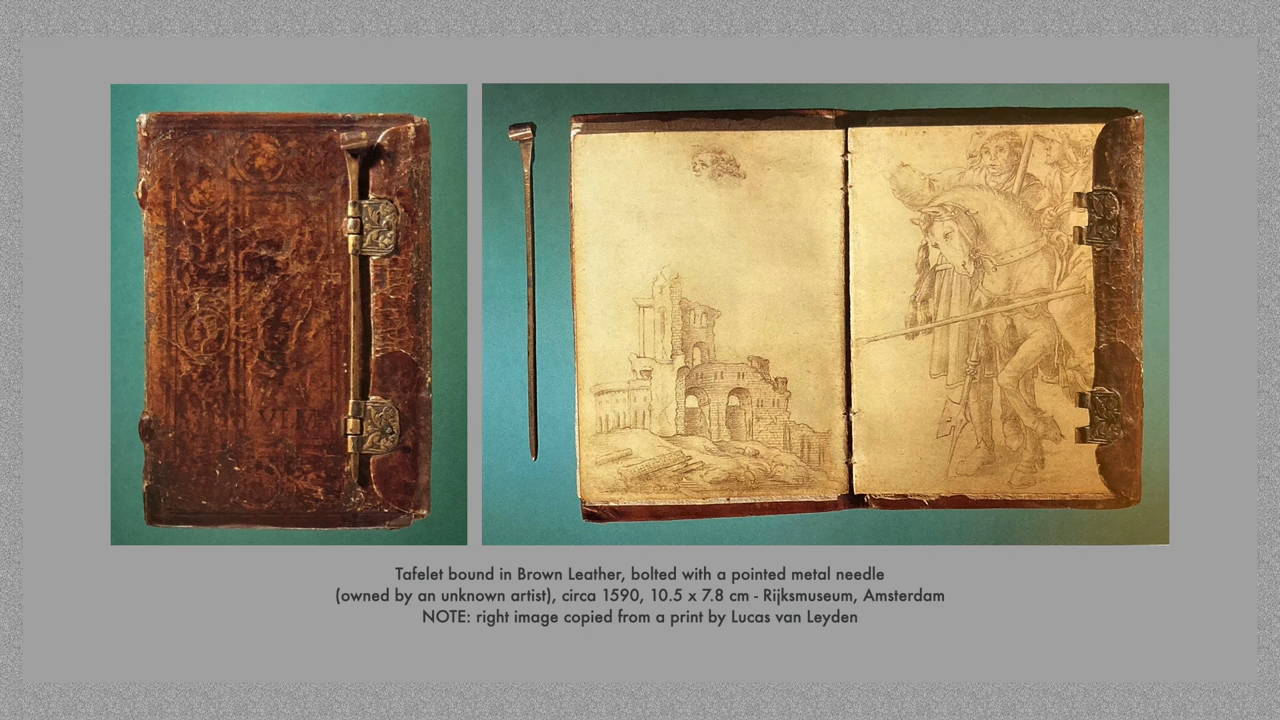 Tafelet bound in Brown Leather, bolted with a pointed metal needle
(owned by an unknown artist), circa 1590, 10.5 x 7.8 cm - Rijksmuseum, Amsterdam
NOTE: right image copied from a print by Lucas van Leyden